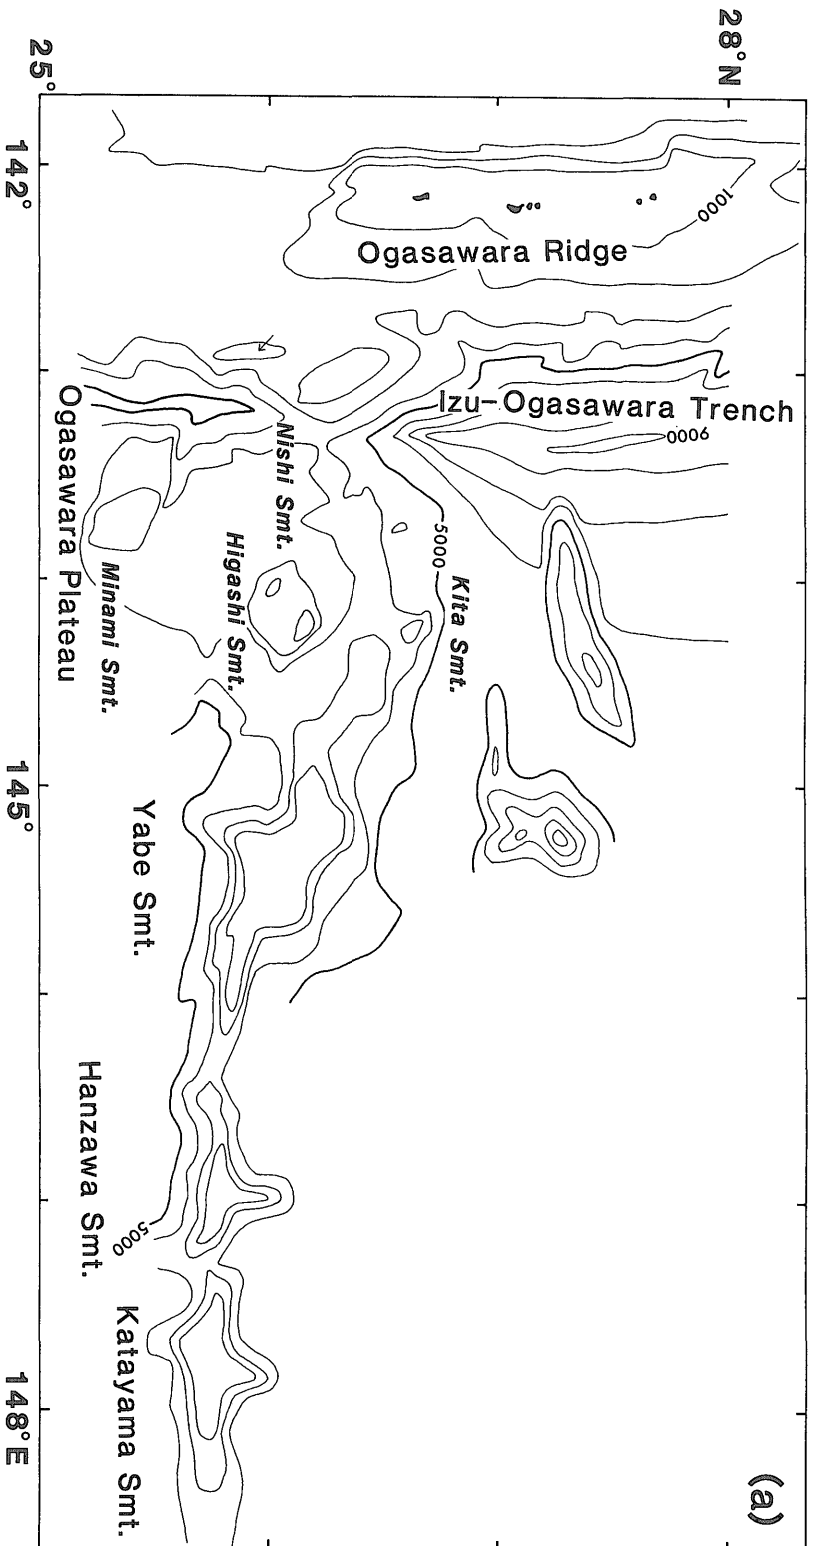 (a)
28°N
25°
142°
145°
148°E
1000
Ogasawara Ridge
Izu-Ogasawara Trench
9000
5000
Nishi Smt.
Kita Smt.
Higashi Smt.
Minami Smt.
Ogasawara Plateau
Yabe Smt.
Hanzawa Smt.
5000
Katayama Smt.